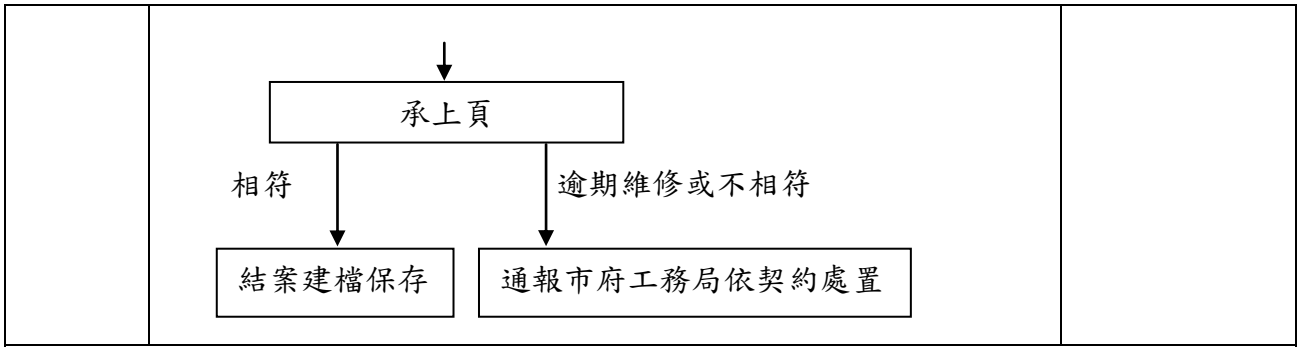 承上頁
相符
逾期維修或不相符
結案建檔保存
通報市府工務局依契約處置